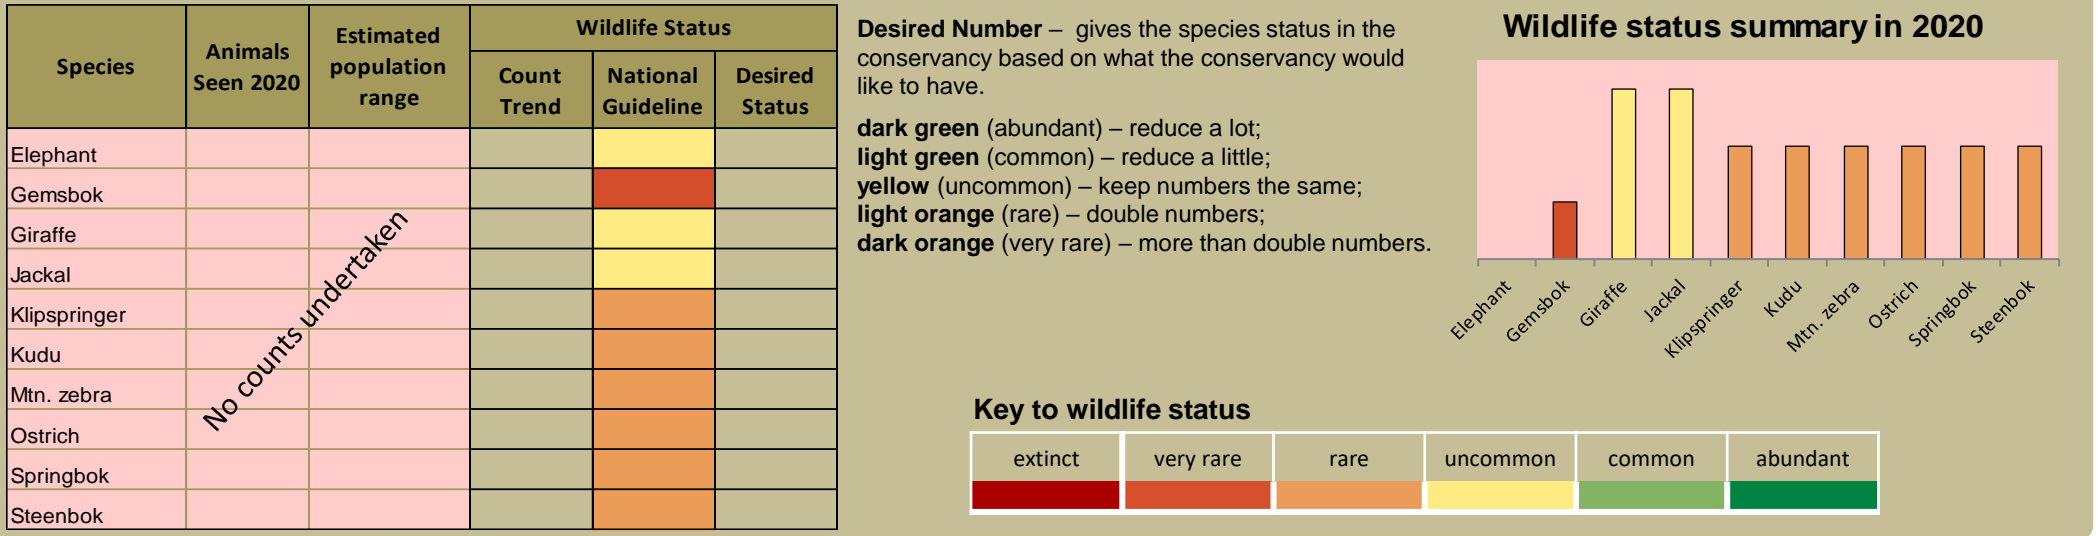 Species
Animals
Seen 2020
Estimated
population
range
Wildlife Status
Count
Trend
National
Guideline
Desired
Status
Elephant
Gemsbok
Giraffe
Jackal
Klipspringer
Kudu
Mtn. zebra
Ostrich
Springbok
Steenbok
No counts undertaken
Desired Number – gives the species status in the
conservancy based on what the conservancy would
like to have.
dark green (abundant) – reduce a lot;
light green (common) – reduce a little;
yellow (uncommon) – keep numbers the same;
light orange (rare) – double numbers;
dark orange (very rare) – more than double numbers.
Wildlife status summary in 2020
Elephant
Gemsbok
Giraffe
Jackal
Klipspringer
Kudu
Mtn. zebra
Ostrich
Springbok
Steenbok
Key to wildlife status
extinct very rare rare uncommon common abundant